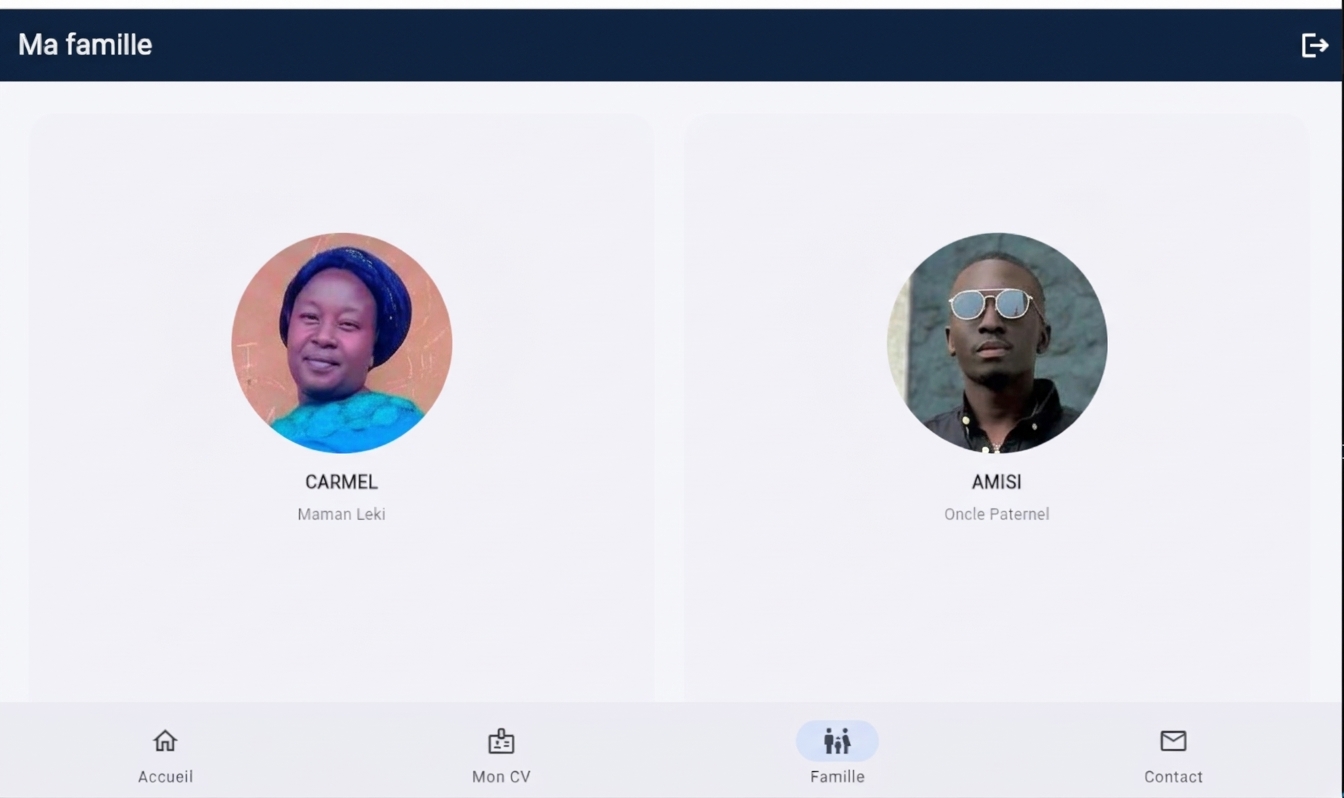 Ma famille
CARMEL
Maman Leki
AMISI
Oncle Paternel
Accueil
Mon CV
Famille
Contact